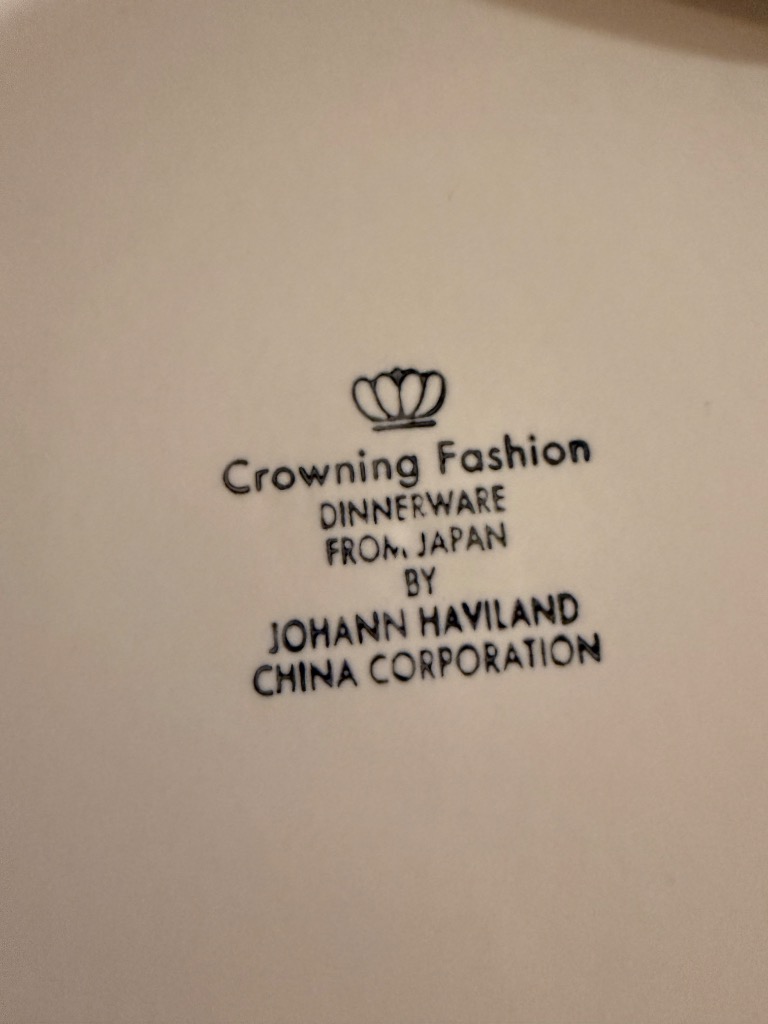 Crowning Fashion
DINNERWARE
FROM JAPAN
BY
JOHANN HAVILAND
CHINA CORPORATION